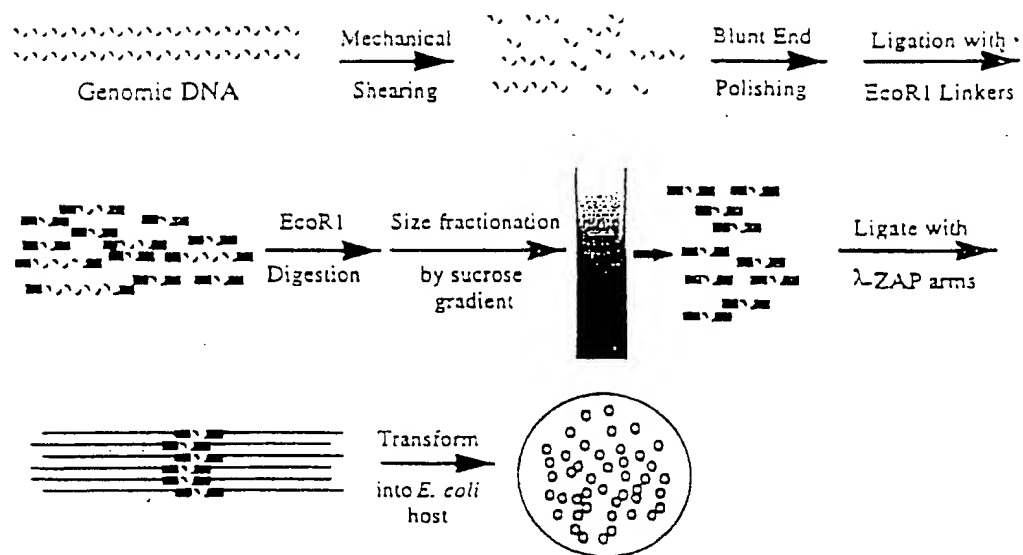 Genomic DNA
Mechanical
Shearing
Blunt End
Polishing
Ligation with
EcoR1 Linkers
EcoR1
Digestion
Size fractionation
by sucrose
gradient
Ligate with
λ-ZAP arms
Transform
into E. coli
host